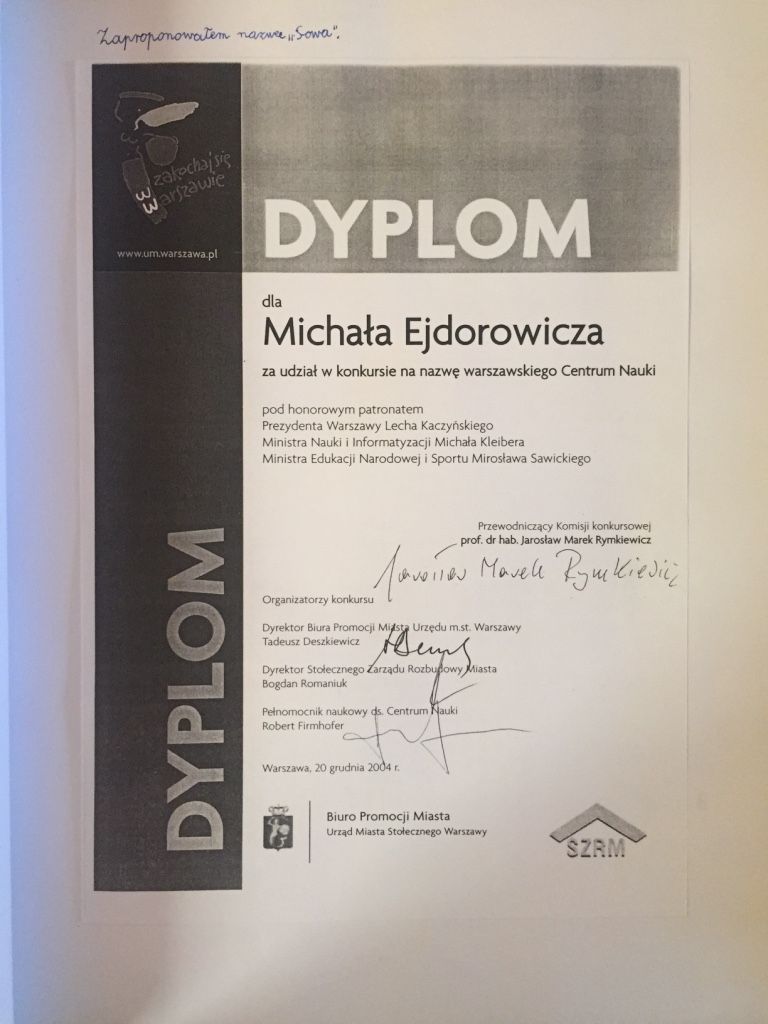 Zaproponowałem nazwę „Sowa".
zakochaj się
w
Warszawie
www.um.warszawa.pl
DYPLOM
dla
Michała Ejdorowicza
za udział w konkursie na nazwę warszawskiego Centrum Nauki
pod honorowym patronatem
Prezydenta Warszawy Lecha Kaczyńskiego
Ministra Nauki i Informatyzacji Michała Kleibera
Ministra Edukacji Narodowej i Sportu Mirosława Sawickiego
Przewodniczący Komisji konkursowej
prof. dr hab. Jarosław Marek Rymkiewicz
Jarosław Marek Rymkiewicz
Organizatorzy konkursu
Dyrektor Biura Promocji Miasta Urzędu m.st. Warszawy
Tadeusz Deszkiewicz
Dyrektor Stołecznego Zarządu Rozbudowy Miasta
Bogdan Romaniuk
Pełnomocnik naukowy ds. Centrum Nauki
Robert Firmhofer
Warszawa, 20 grudnia 2004 r.
DYPLOM
Biuro Promocji Miasta
Urząd Miasta Stołecznego Warszawy
SZRM